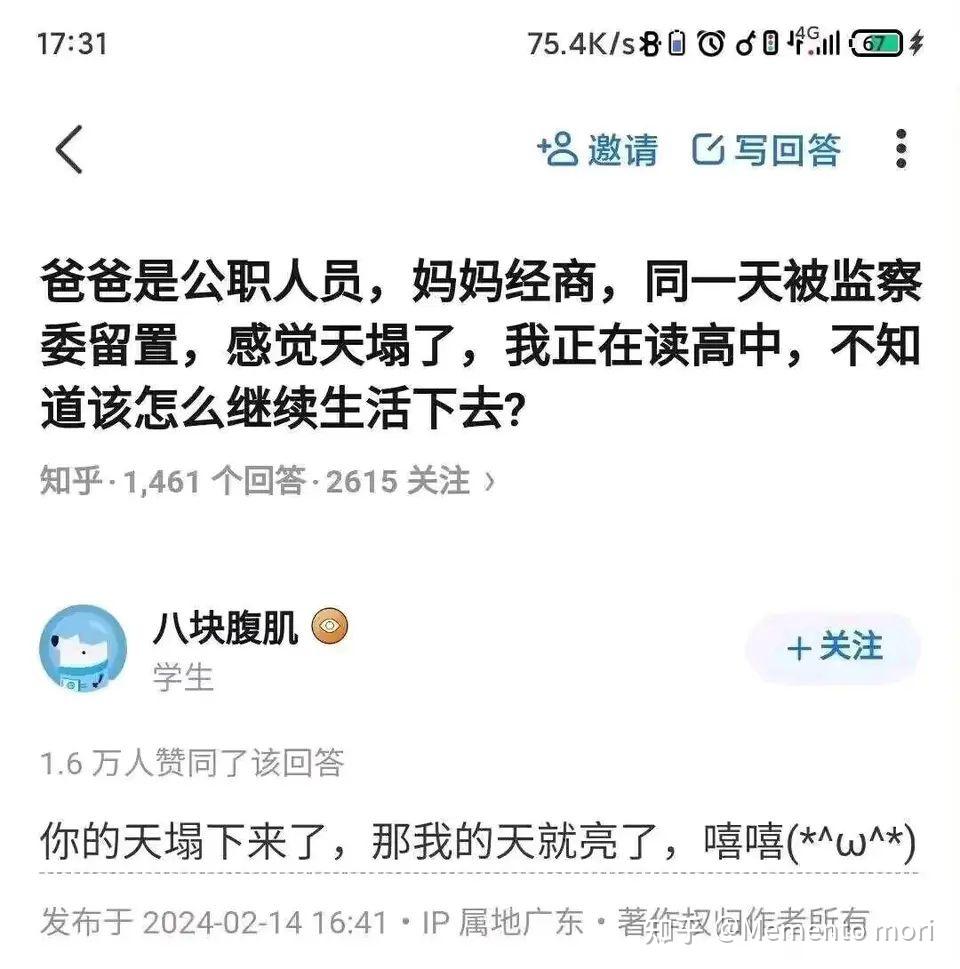 17:31
75.4K/s 4G 67
邀请 写回答
爸爸是公职人员，妈妈经商，同一天被监察
委留置，感觉天塌了，我正在读高中，不知
道该怎么继续生活下去?
知乎·1,461 个回答·2615 关注 ›
八块腹肌
学生
+ 关注
1.6 万人赞同了该回答
你的天塌下来了，那我的天就亮了，嘻嘻(*^ω^*)
发布于 2024-02-14 16:41・IP 属地广东・著作权归作者所有
知乎 @Memento mori